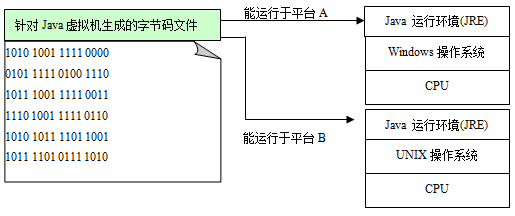 针对 Java 虚拟机生成的字节码文件
1010 1001 1111 0000
0101 1111 0100 1110
1011 1001 1111 0011
1110 1001 1111 0110
1010 1011 1101 1001
1011 1101 0111 1010
能运行于平台 A
能运行于平台 B
Java 运行环境(JRE)
Windows 操作系统
CPU
Java 运行环境(JRE)
UNIX 操作系统
CPU